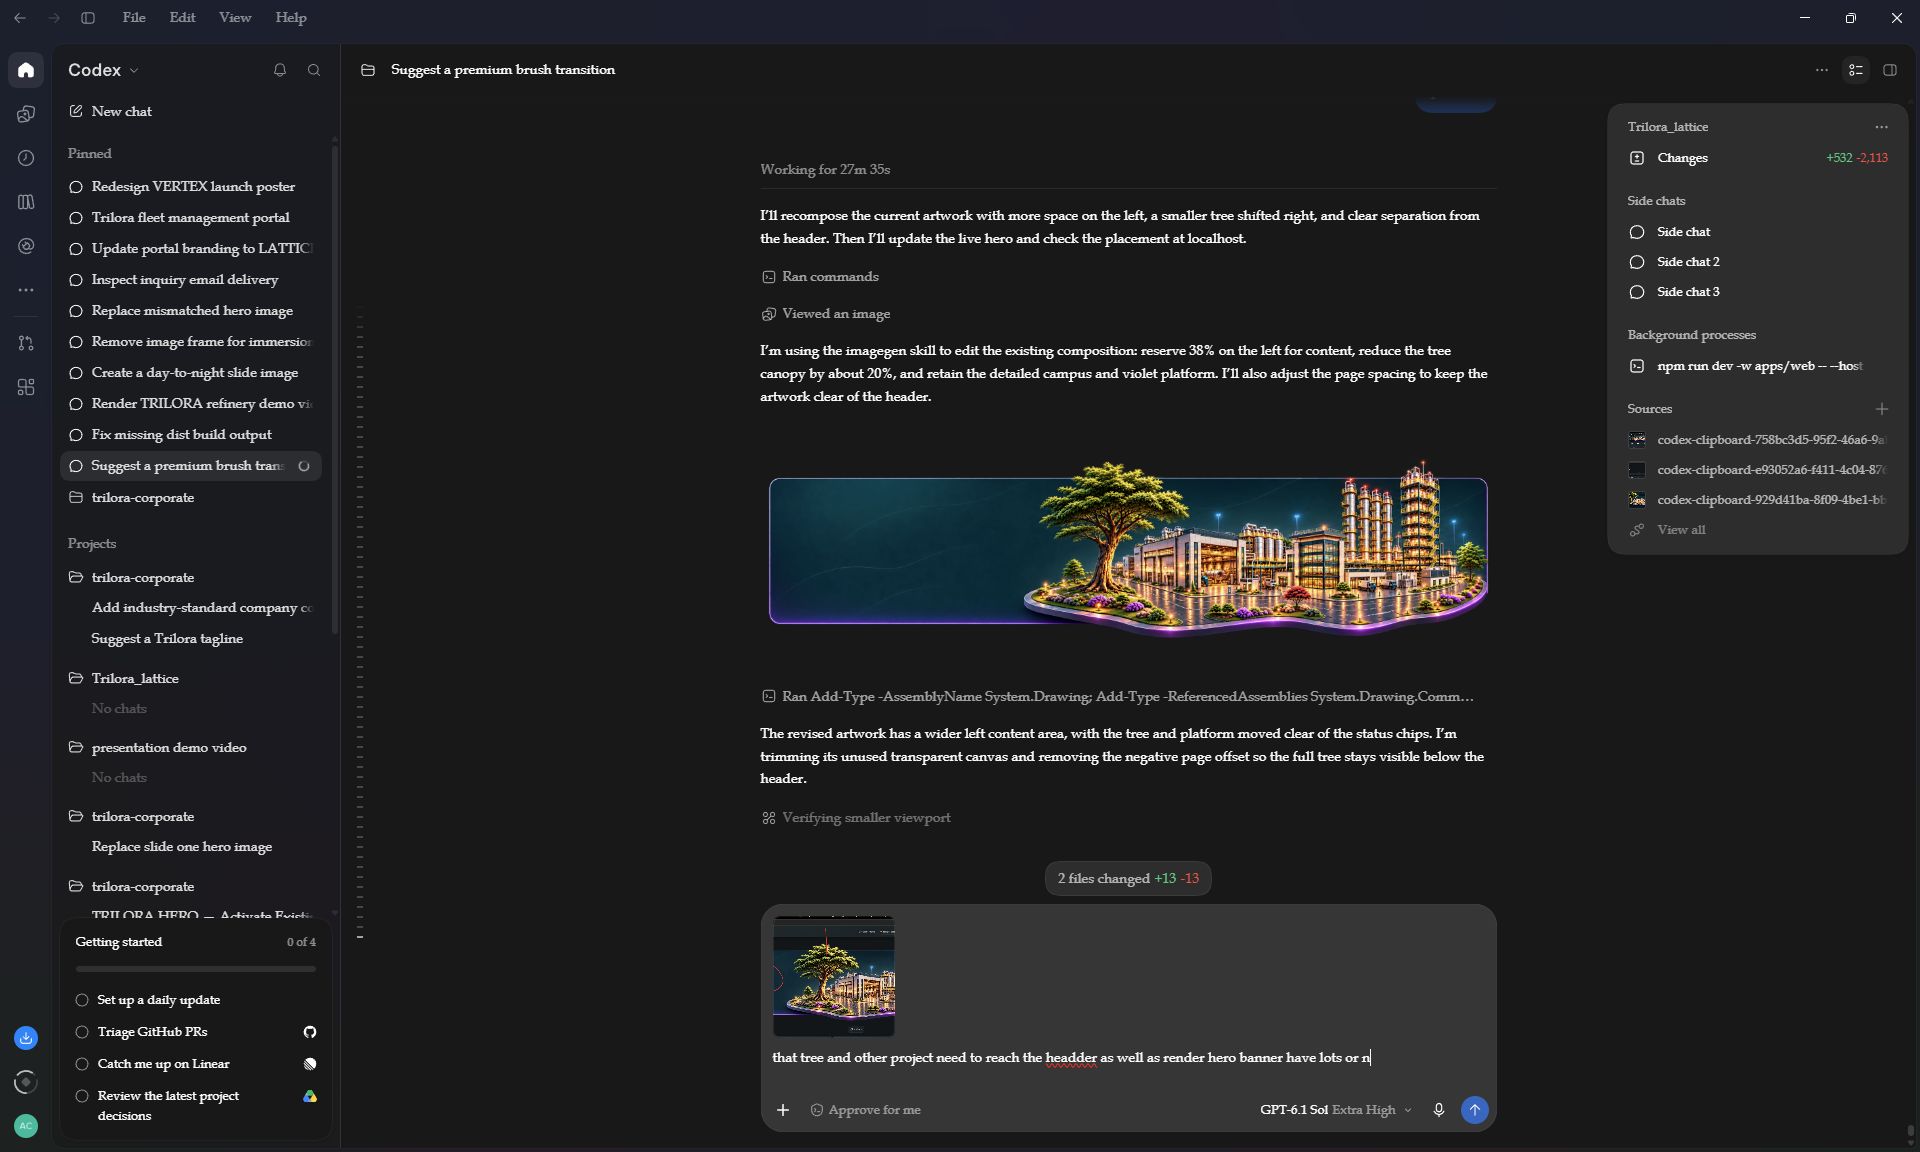 File Edit View Help
Codex
New chat
Pinned
Redesign VERTEX launch poster
Trilora fleet management portal
Update portal branding to LATTIC
Inspect inquiry email delivery
Replace mismatched hero image
Remove image frame for immersion
Create a day-to-night slide image
Render TRILORA refinery demo vi
Fix missing dist build output
Suggest a premium brush tran
trilora-corporate
Projects
trilora-corporate
Add industry-standard company co
Suggest a Trilora tagline
Trilora_lattice
No chats
presentation demo video
No chats
trilora-corporate
Replace slide one hero image
trilora-corporate
TRILORA HERO — Activate Existi
Getting started 0 of 4
Set up a daily update
Triage GitHub PRs
Catch me up on Linear
Review the latest project
decisions
AC
Suggest a premium brush transition
Working for 27m 35s
I'll recompose the current artwork with more space on the left, a smaller tree shifted right, and clear separation from
the header. Then I'll update the live hero and check the placement at localhost.
Ran commands
Viewed an image
I'm using the imagegen skill to edit the existing composition: reserve 38% on the left for content, reduce the tree
canopy by about 20%, and retain the detailed campus and violet platform. I'll also adjust the page spacing to keep the
artwork clear of the header.
Ran Add-Type -AssemblyName System.Drawing; Add-Type -ReferencedAssemblies System.Drawing.Comm...
The revised artwork has a wider left content area, with the tree and platform moved clear of the status chips. I'm
trimming its unused transparent canvas and removing the negative page offset so the full tree stays visible below the
header.
Verifying smaller viewport
2 files changed +13 -13
that tree and other project need to reach the headder as well as render hero banner have lots or n
Approve for me
GPT-6.1 Sol Extra High
Trilora_lattice
Changes +532 -2,113
Side chats
Side chat
Side chat 2
Side chat 3
Background processes
npm run dev -w apps/web -- --host
Sources
codex-clipboard-758bc3d5-95f2-46a6-9a
codex-clipboard-e93052a6-f411-4c04-876
codex-clipboard-929d41ba-8f09-4be1-bb
View all